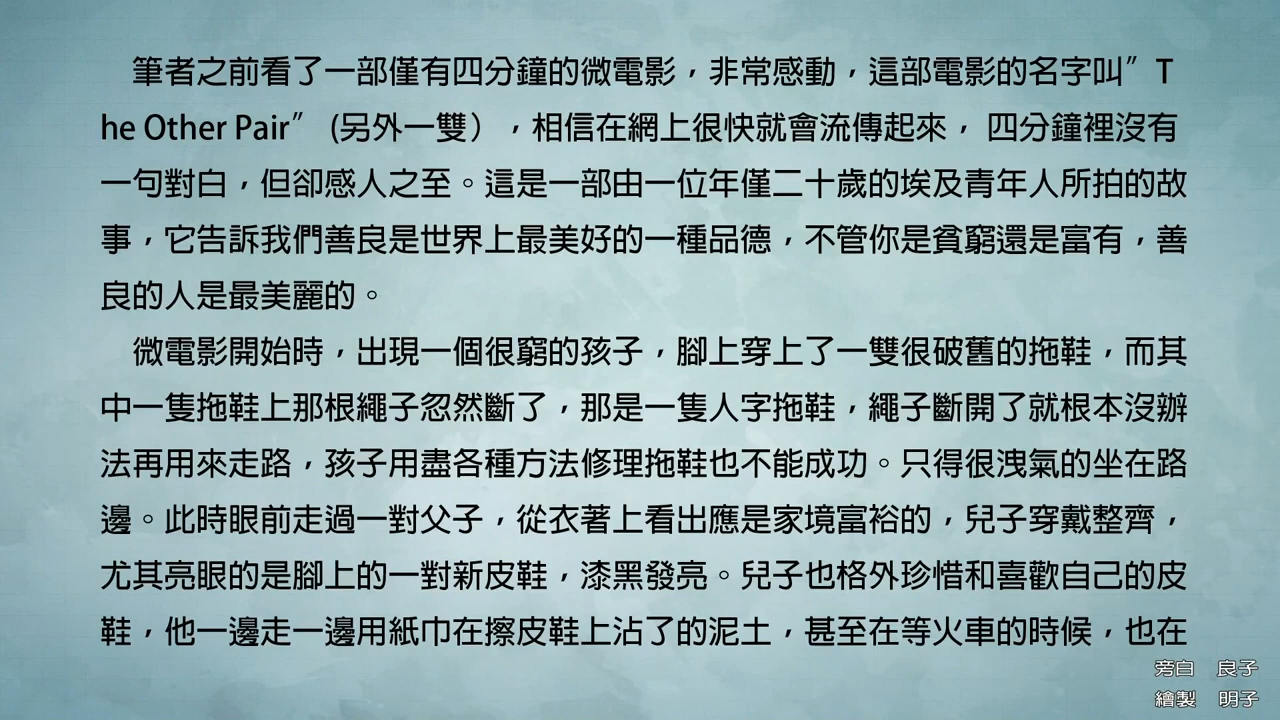 筆者之前看了一部僅有四分鐘的微電影，非常感動，這部電影的名字叫”T
he Other Pair” (另外一雙），相信在網上很快就會流傳起來， 四分鐘裡沒有
一句對白，但卻感人之至。這是一部由一位年僅二十歲的埃及青年人所拍的故
事，它告訴我們善良是世界上最美好的一種品德，不管你是貧窮還是富有，善
良的人是最美麗的。
微電影開始時，出現一個很窮的孩子，腳上穿上了一雙很破舊的拖鞋，而其
中一隻拖鞋上那根繩子忽然斷了，那是一隻人字拖鞋，繩子斷開了就根本沒辦
法再用來走路，孩子用盡各種方法修理拖鞋也不能成功。只得很洩氣的坐在路
邊。此時眼前走過一對父子，從衣著上看出應是家境富裕的，兒子穿戴整齊，
尤其亮眼的是腳上的一對新皮鞋，漆黑發亮。兒子也格外珍惜和喜歡自己的皮
鞋，他一邊走一邊用紙巾在擦皮鞋上沾了的泥土，甚至在等火車的時候，也在
旁白　良子
繪製　明子